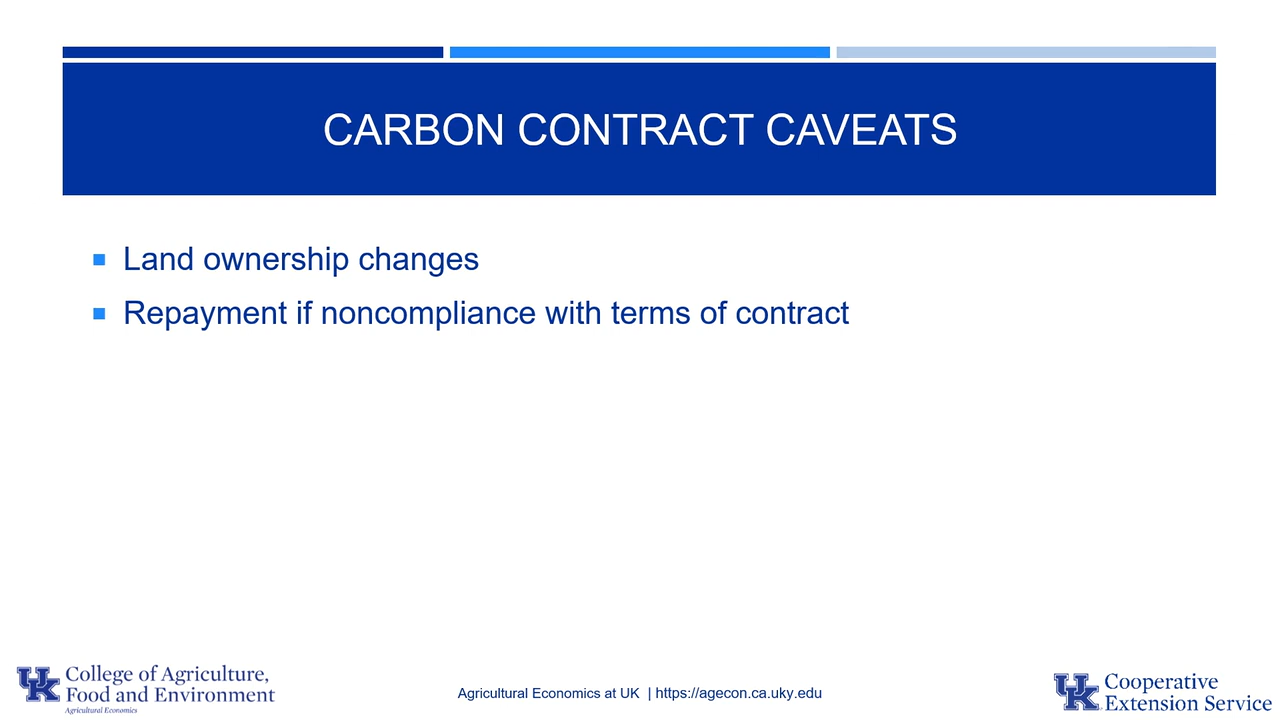 CARBON CONTRACT CAVEATS
Land ownership changes
Repayment if noncompliance with terms of contract
UK College of Agriculture,
Food and Environment
Agricultural Economics
Agricultural Economics at UK | https://agecon.ca.uky.edu
UK Cooperative
Extension Service